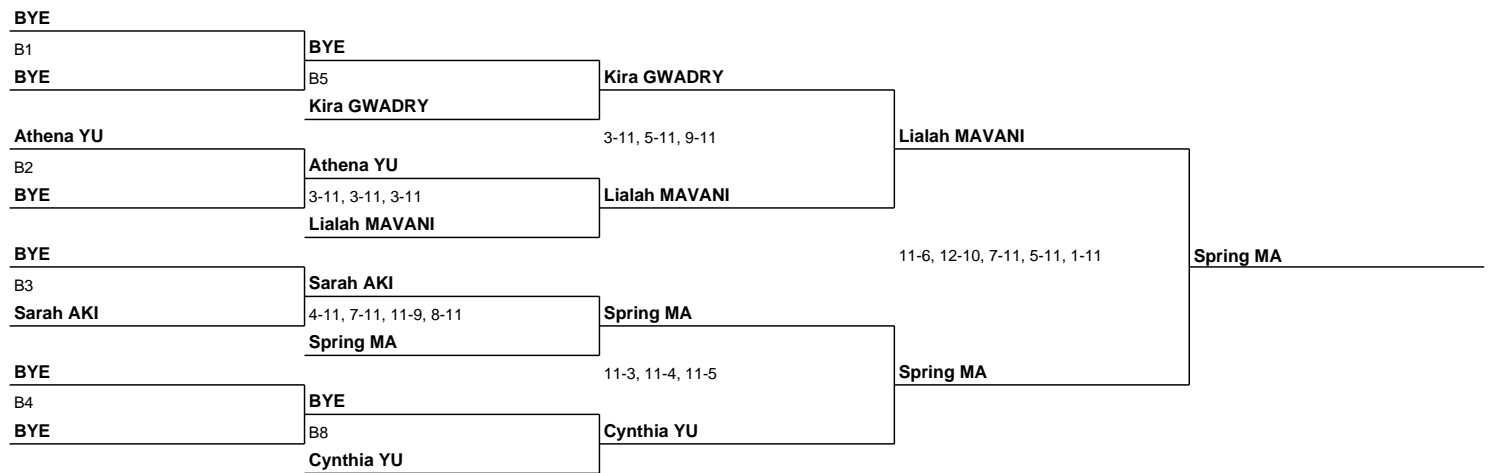 BYE
B1
BYE
BYE
B5
Kira GWADRY
Kira GWADRY
Athena YU
3-11, 5-11, 9-11
Lialah MAVANI
B2
Athena YU
BYE
3-11, 3-11, 3-11
Lialah MAVANI
Lialah MAVANI
BYE
11-6, 12-10, 7-11, 5-11, 1-11
Spring MA
B3
Sarah AKI
Sarah AKI
4-11, 7-11, 11-9, 8-11
Spring MA
Spring MA
BYE
11-3, 11-4, 11-5
Spring MA
B4
BYE
BYE
B8
Cynthia YU
Cynthia YU